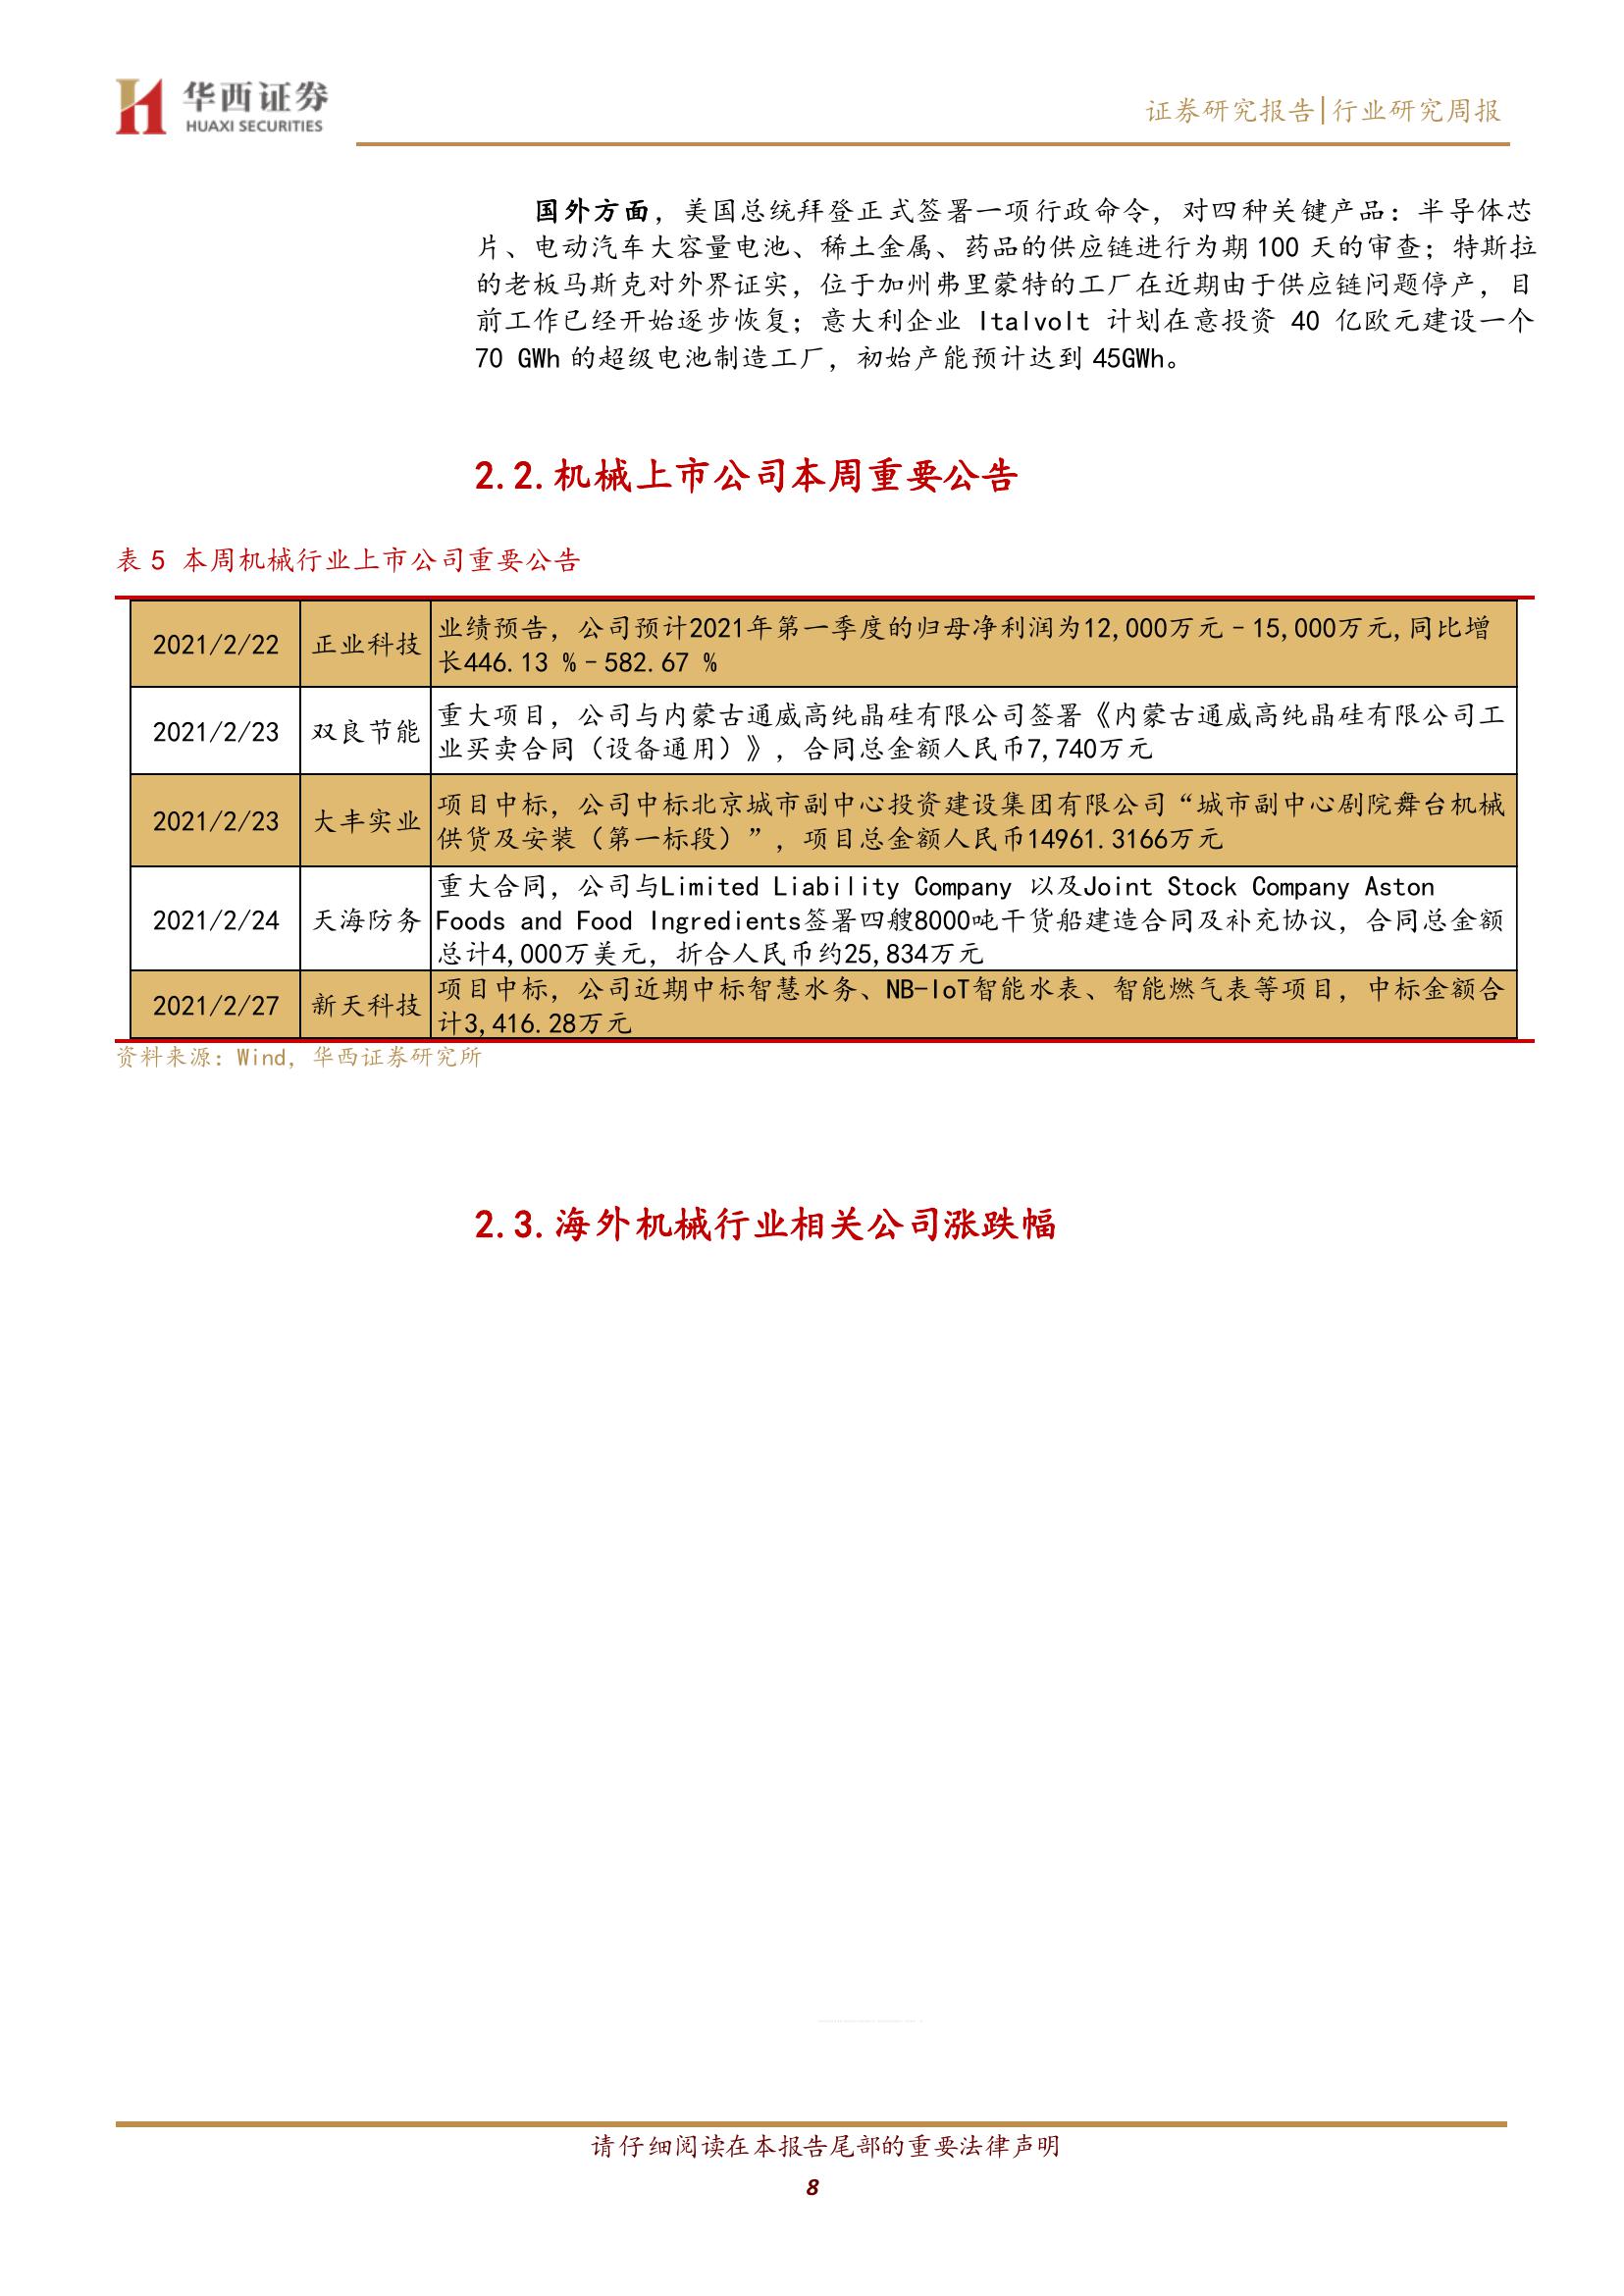 华西证券
HUAXI SECURITIES
证券研究报告|行业研究周报
国外方面，美国总统拜登正式签署一项行政命令，对四种关键产品：半导体芯
片、电动汽车大容量电池、稀土金属、药品的供应链进行为期 100 天的审查；特斯拉
的老板马斯克对外界证实，位于加州弗里蒙特的工厂在近期由于供应链问题停产，目
前工作已经开始逐步恢复；意大利企业 Italvolt 计划在意投资 40 亿欧元建设一个
70 GWh 的超级电池制造工厂，初始产能预计达到 45GWh。
2.2.机械上市公司本周重要公告
表 5 本周机械行业上市公司重要公告
2021/2/22 正业科技 业绩预告，公司预计2021年第一季度的归母净利润为12,000万元–15,000万元,同比增
长446.13 %–582.67 %
2021/2/23 双良节能 重大项目，公司与内蒙古通威高纯晶硅有限公司签署《内蒙古通威高纯晶硅有限公司工
业买卖合同（设备通用）》，合同总金额人民币7,740万元
2021/2/23 大丰实业 项目中标，公司中标北京城市副中心投资建设集团有限公司“城市副中心剧院舞台机械
供货及安装（第一标段）”，项目总金额人民币14961.3166万元
2021/2/24 天海防务 重大合同，公司与Limited Liability Company 以及Joint Stock Company Aston
Foods and Food Ingredients签署四艘8000吨干货船建造合同及补充协议，合同总金额
总计4,000万美元，折合人民币约25,834万元
2021/2/27 新天科技 项目中标，公司近期中标智慧水务、NB-IoT智能水表、智能燃气表等项目，中标金额合
计3,416.28万元
资料来源：Wind，华西证券研究所
2.3.海外机械行业相关公司涨跌幅
请仔细阅读在本报告尾部的重要法律声明
8